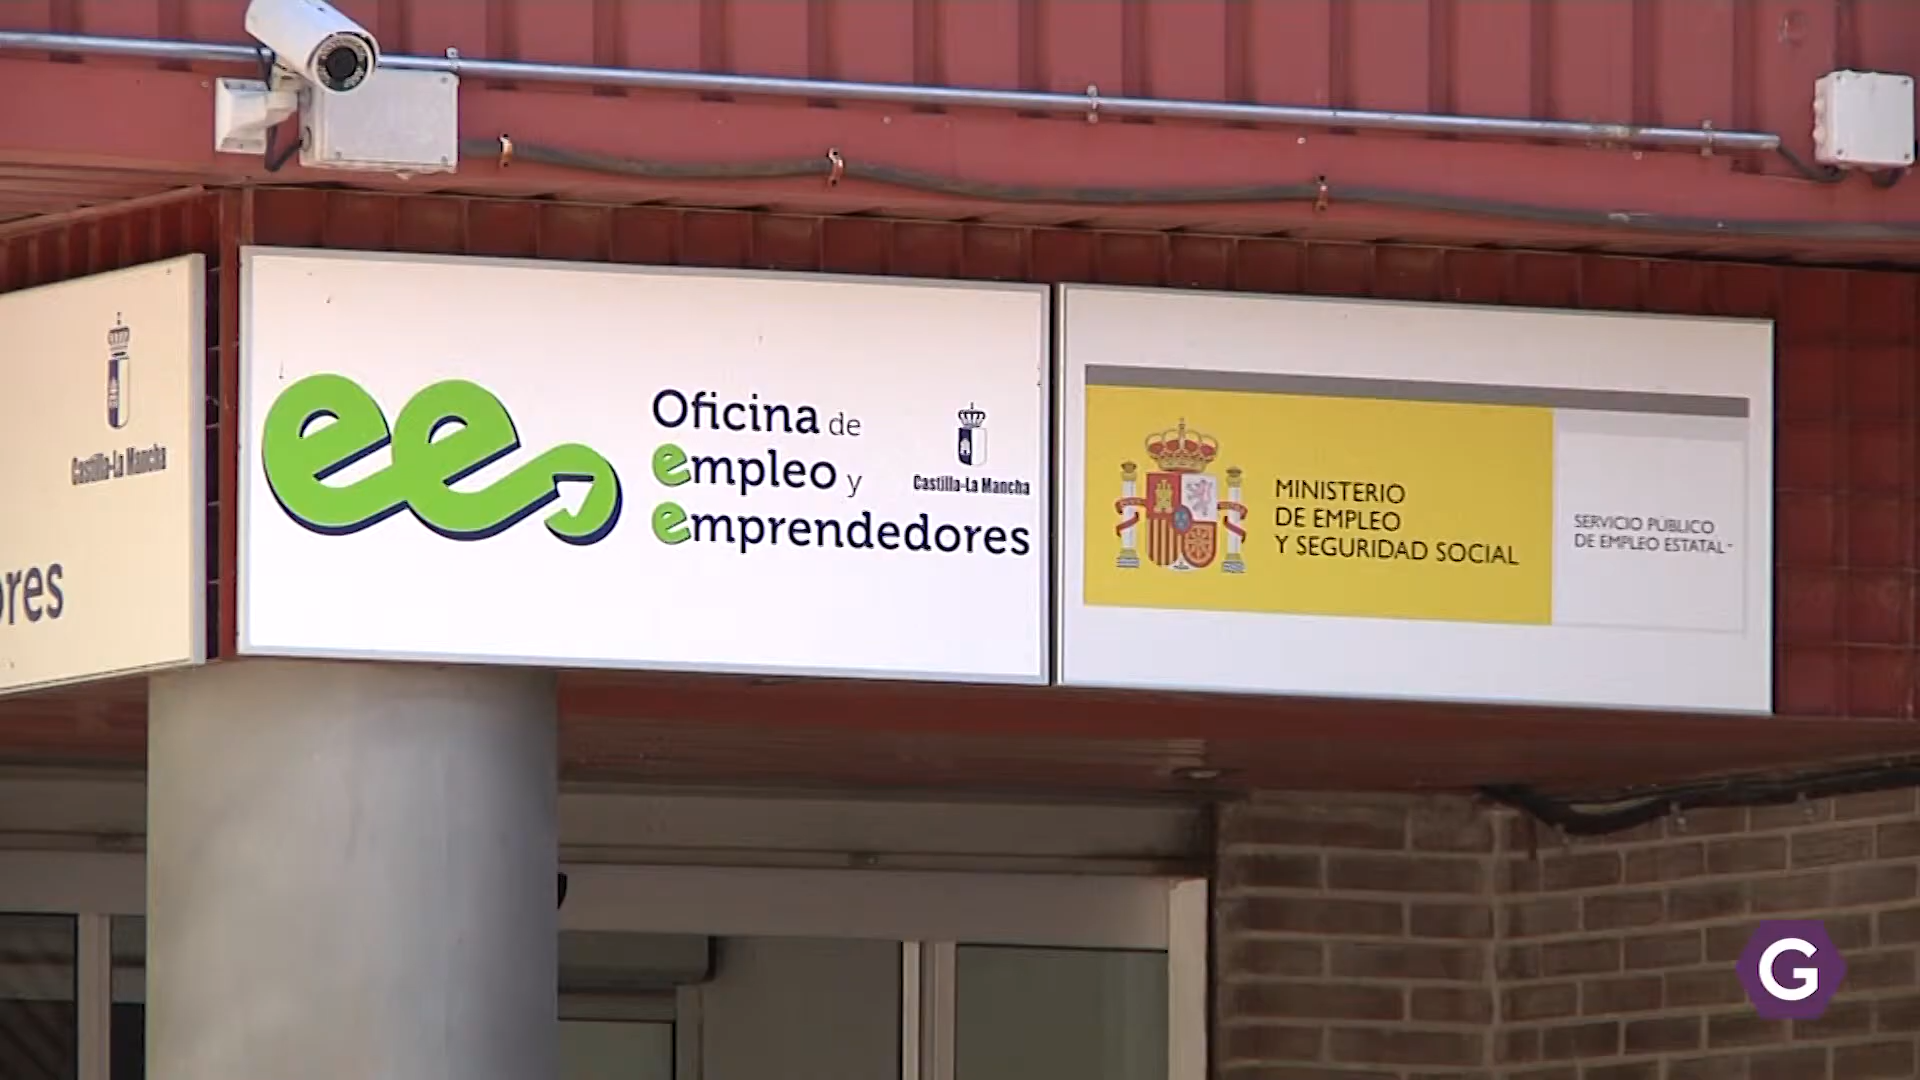 Castilla-La Mancha
ores
ee
Oficina de
empleo y
emprendedores
Castilla-La Mancha
MINISTERIO
DE EMPLEO
Y SEGURIDAD SOCIAL
SERVICIO PÚBLICO
DE EMPLEO ESTATAL
G